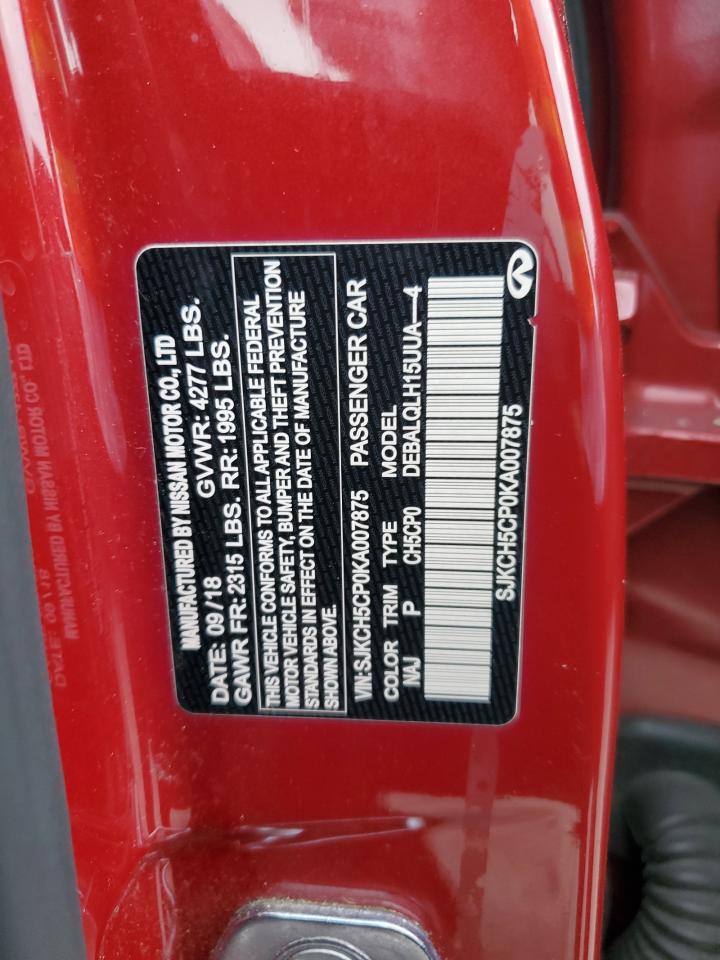 MANUFACTURED BY NISSAN MOTOR CO., LTD
DATE: 09/18 GVWR: 4277 LBS.
GAWR FR: 2315 LBS. RR: 1995 LBS.
THIS VEHICLE CONFORMS TO ALL APPLICABLE FEDERAL
MOTOR VEHICLE SAFETY, BUMPER AND THEFT PREVENTION
STANDARDS IN EFFECT ON THE DATE OF MANUFACTURE
SHOWN ABOVE.
VIN:SJKCH5CP0KA007875 PASSENGER CAR
COLOR TRIM TYPE MODEL
NAJ P CH5CP0 DEBALQLH15UUA---4
SJKCH5CP0KA007875